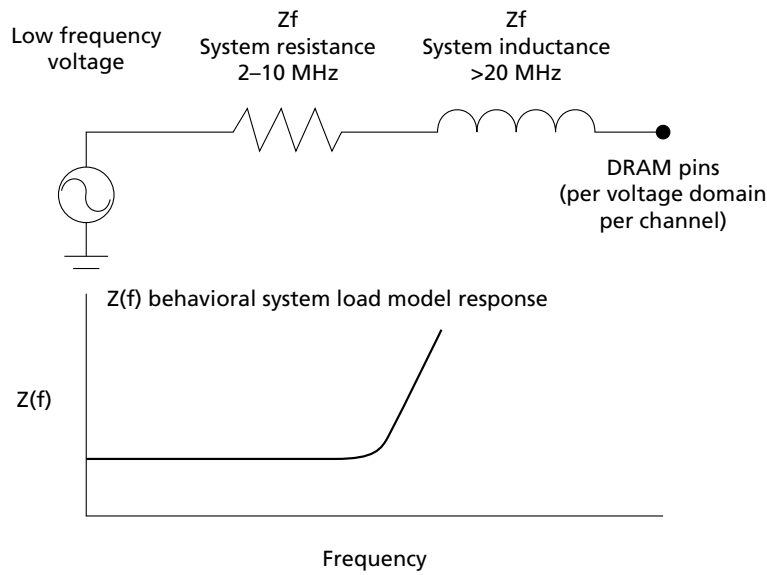 Low frequency
voltage
Zf
System resistance
2–10 MHz
Zf
System inductance
>20 MHz
DRAM pins
(per voltage domain
per channel)
Z(f) behavioral system load model response
Z(f)
Frequency